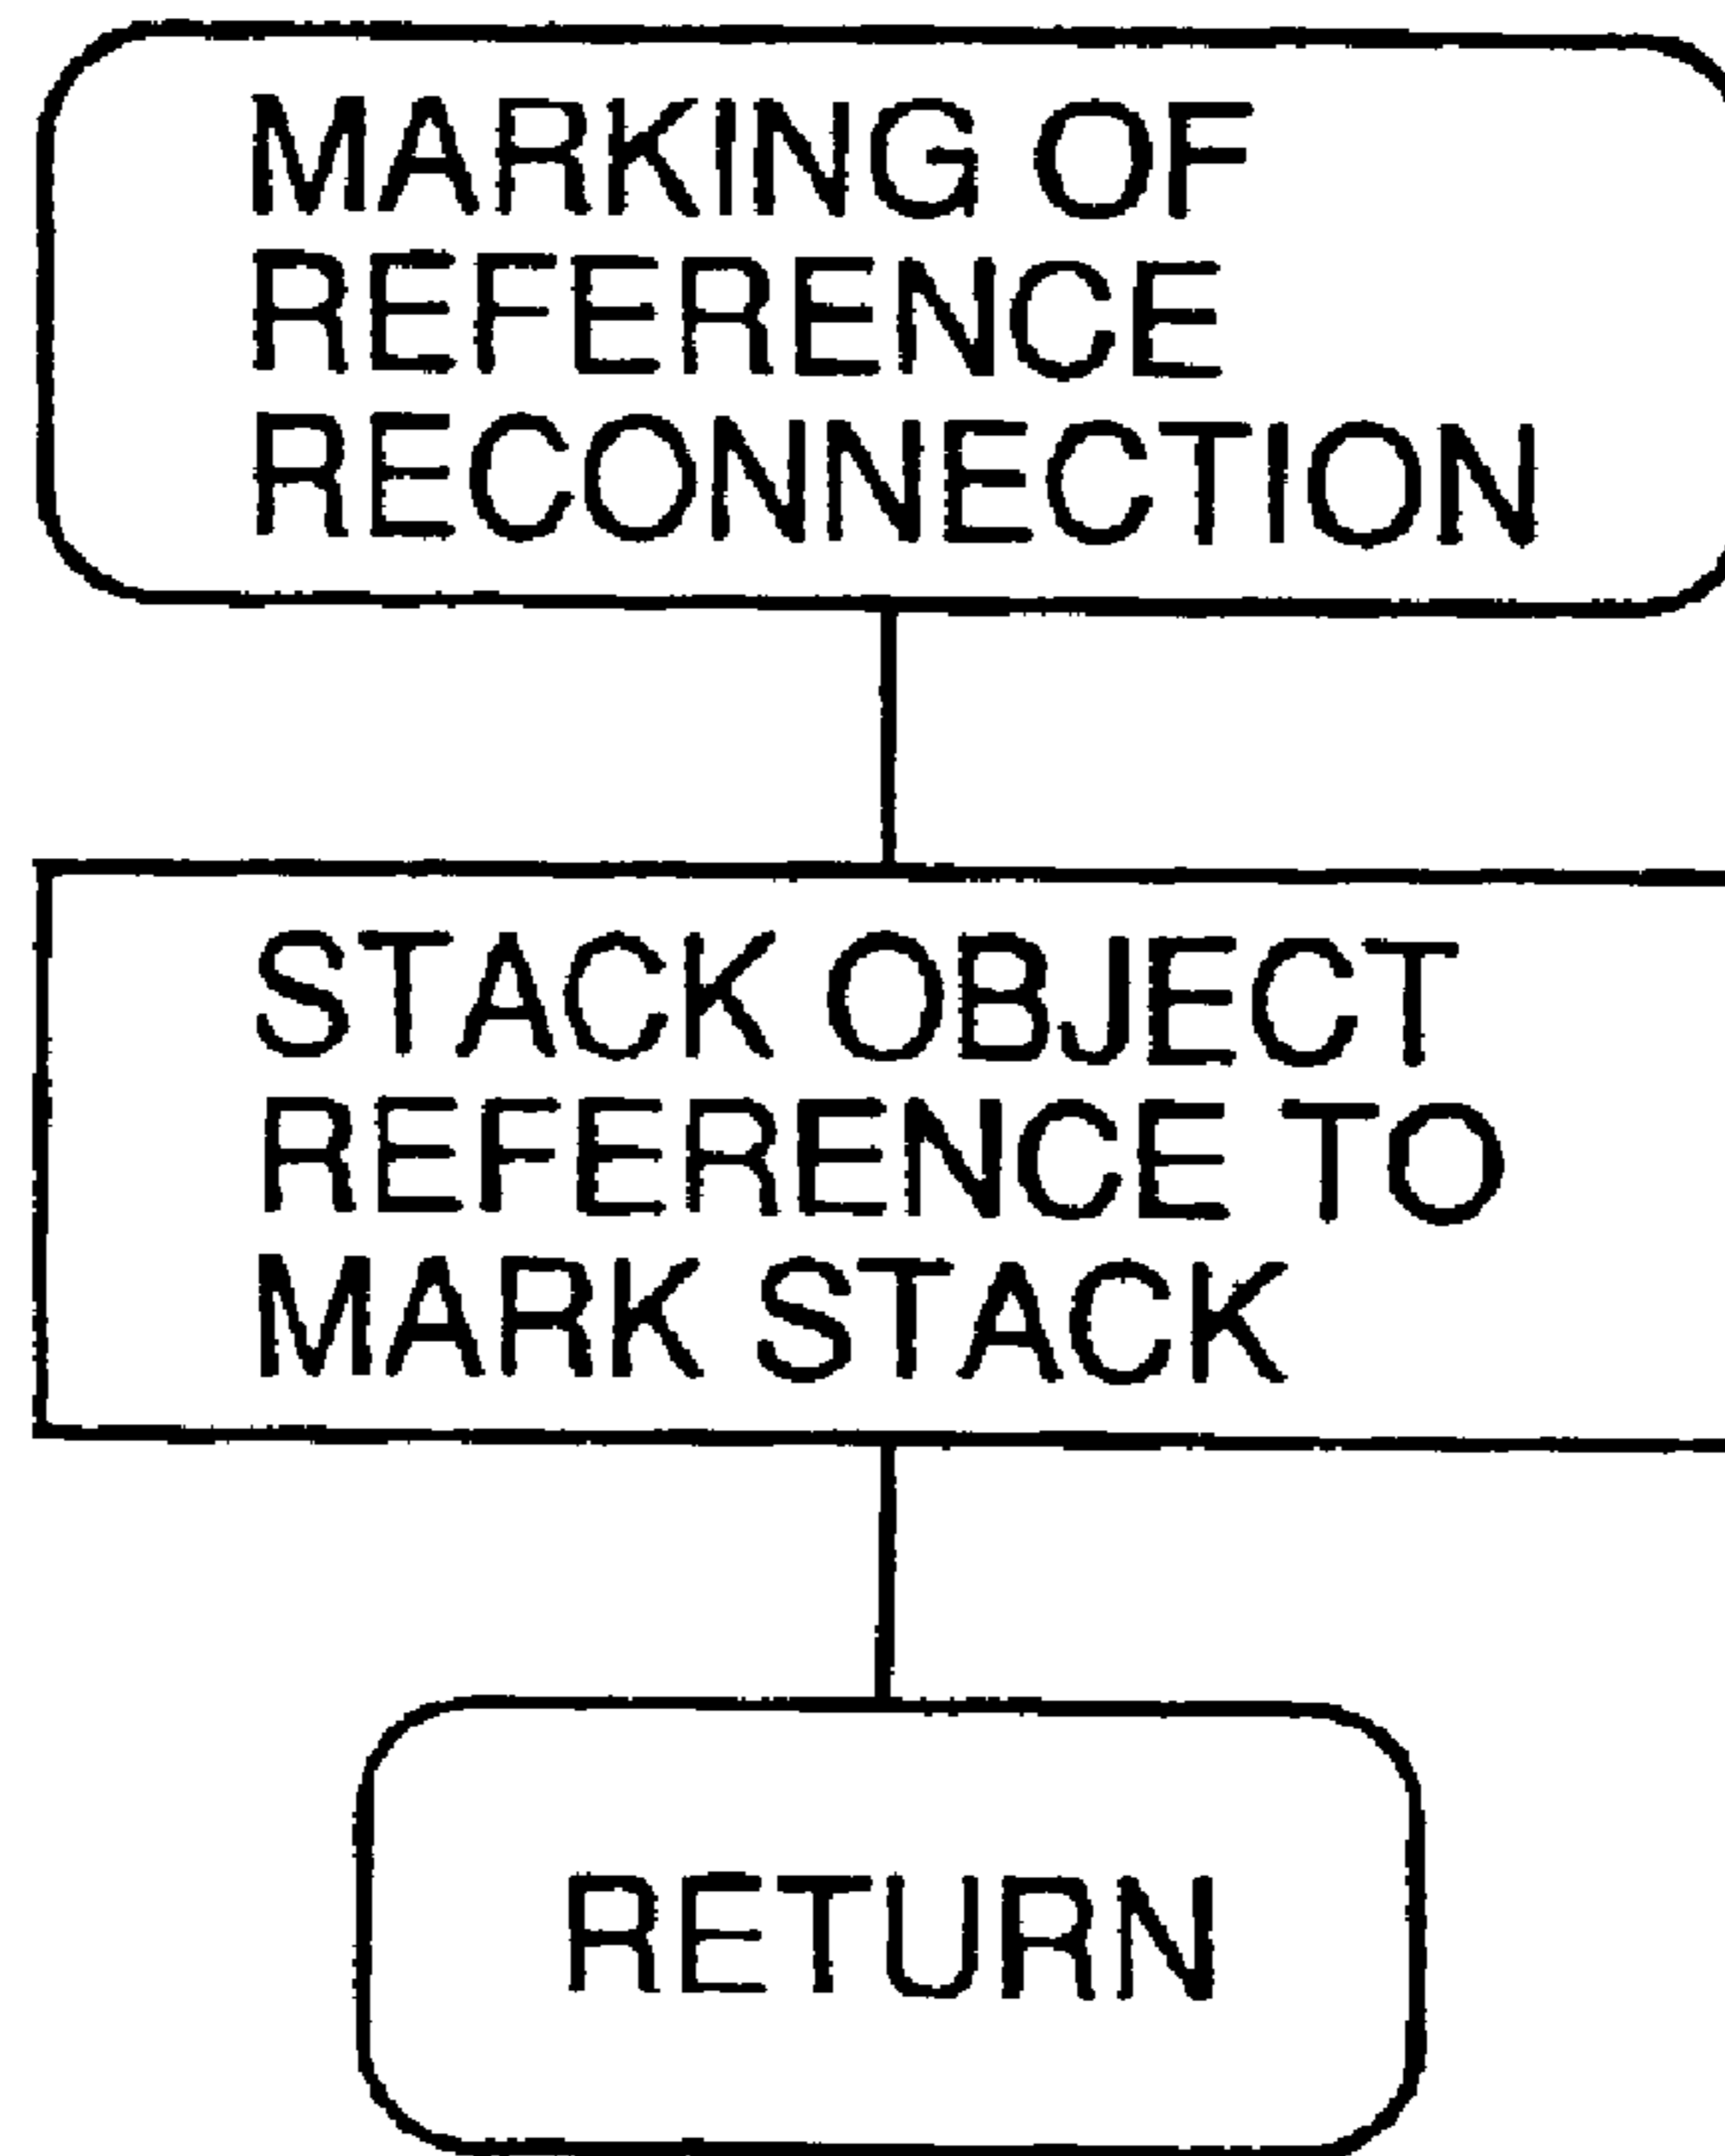 MARKING OF
REFERENCE
RECONNECTION
STACK OBJECT
REFERENCE TO
MARK STACK
RETURN